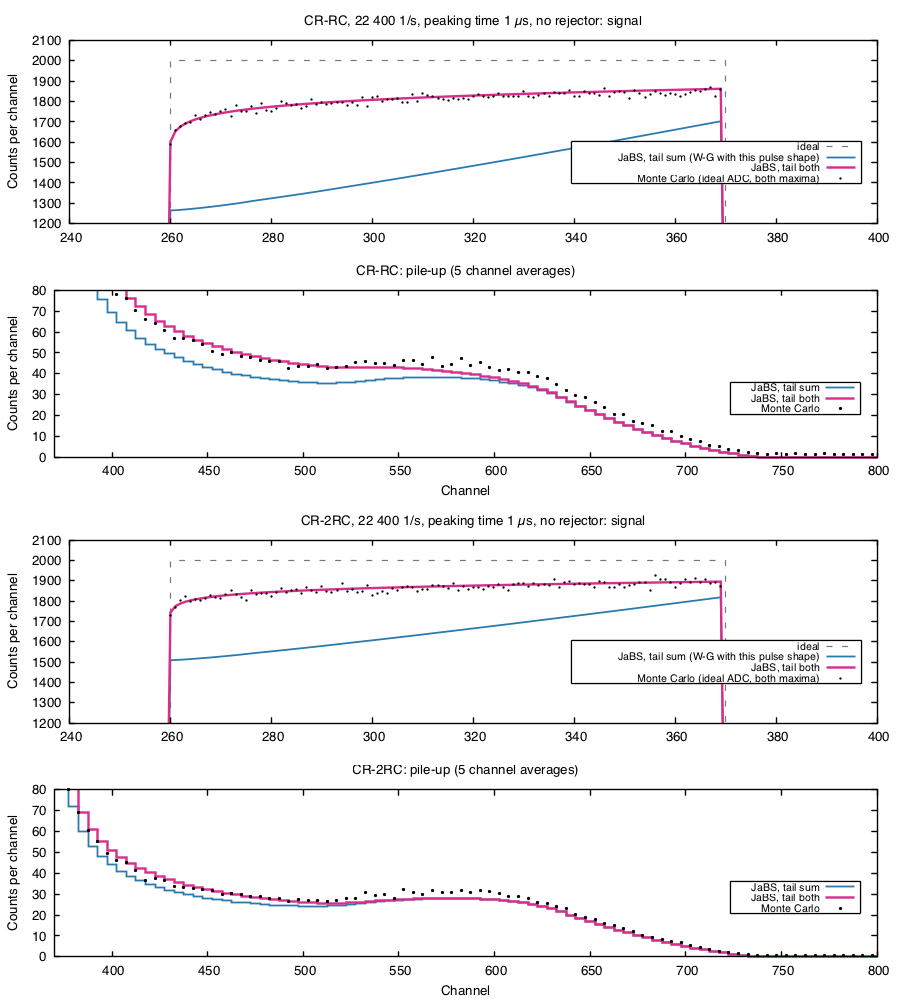 CR-RC, 22 400 1/s, peaking time 1 µs, no rejector: signal
2100
2000
1900
1800
1700
1600
1500
1400
1300
1200
Counts per channel
ideal
JaBS, tail sum (W-G with this pulse shape)
JaBS, tail both
Monte Carlo (ideal ADC, both maxima)
240 260 280 300 320 340 360 380 400
CR-RC: pile-up (5 channel averages)
80
70
60
50
40
30
20
10
0
Counts per channel
JaBS, tail sum
JaBS, tail both
Monte Carlo
400 450 500 550 600 650 700 750 800
Channel
CR-2RC, 22 400 1/s, peaking time 1 µs, no rejector: signal
2100
2000
1900
1800
1700
1600
1500
1400
1300
1200
Counts per channel
ideal
JaBS, tail sum (W-G with this pulse shape)
JaBS, tail both
Monte Carlo (ideal ADC, both maxima)
240 260 280 300 320 340 360 380 400
CR-2RC: pile-up (5 channel averages)
80
70
60
50
40
30
20
10
0
Counts per channel
JaBS, tail sum
JaBS, tail both
Monte Carlo
400 450 500 550 600 650 700 750 800
Channel